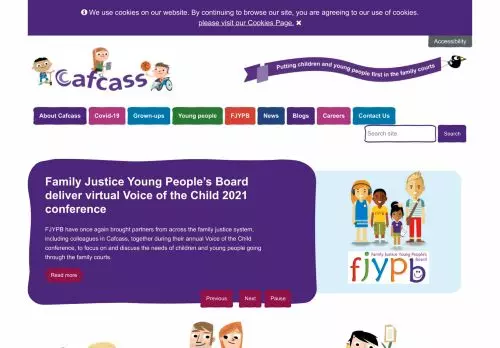 We use cookies on our website. By continuing to browse our site, you are agreeing to our use of cookies.
please visit our Cookies Page.
Accessibility
Cafcass
Putting children and young people first in the family courts
About Cafcass
Covid-19
Grown-ups
Young people
FJYPB
News
Blogs
Careers
Contact Us
Search site
Search
Family Justice Young People's Board
deliver virtual Voice of the Child 2021
conference
FJYPB have once again brought partners from across the family justice system,
including colleagues in Cafcass, together during their annual Voice of the Child
conference, to focus on and discuss the needs of children and young people going
through the family courts.
Read more
Previous
Next
Pause
Family Justice Young People's
Board
fjypb